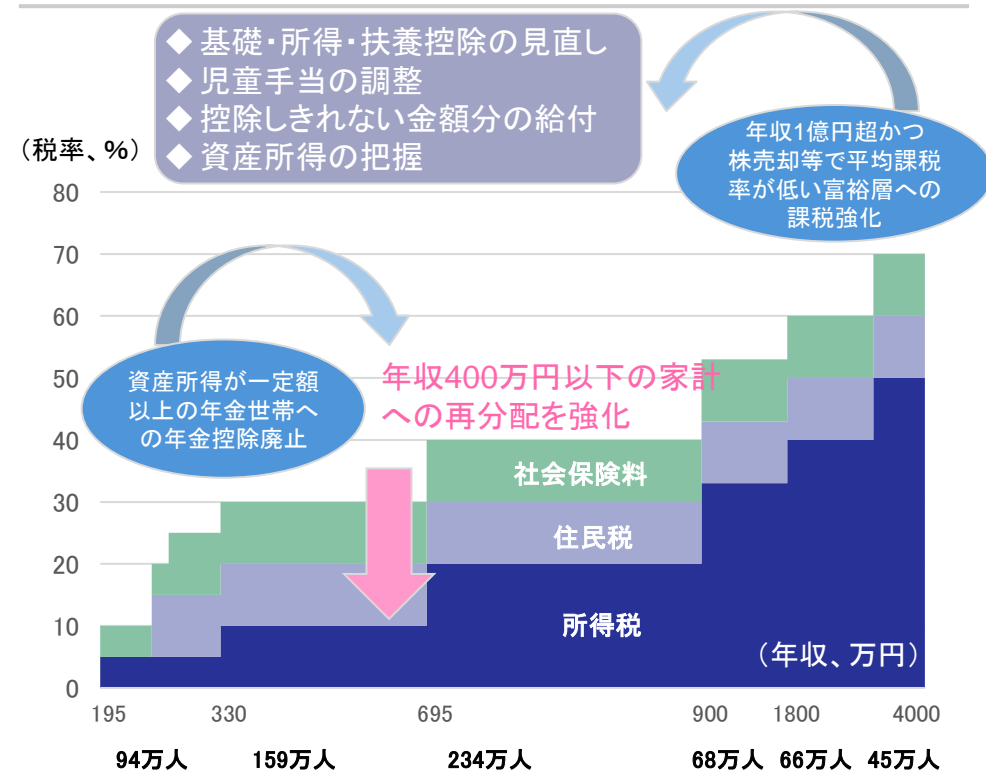 ◆ 基礎・所得・扶養控除の見直し
◆ 児童手当の調整
◆ 控除しきれない金額分の給付
◆ 資産所得の把握
（税率、%）
年収1億円超かつ
株売却等で平均課税
率が低い富裕層への
課税強化
80
70
60
50
40
30
20
10
0
資産所得が一定額
以上の年金世帯へ
の年金控除廃止
年収400万円以下の家計
への再分配を強化
社会保険料
住民税
所得税
（年収、万円）
195 330 695 900 1800 4000
94万人 159万人 234万人 68万人 66万人 45万人